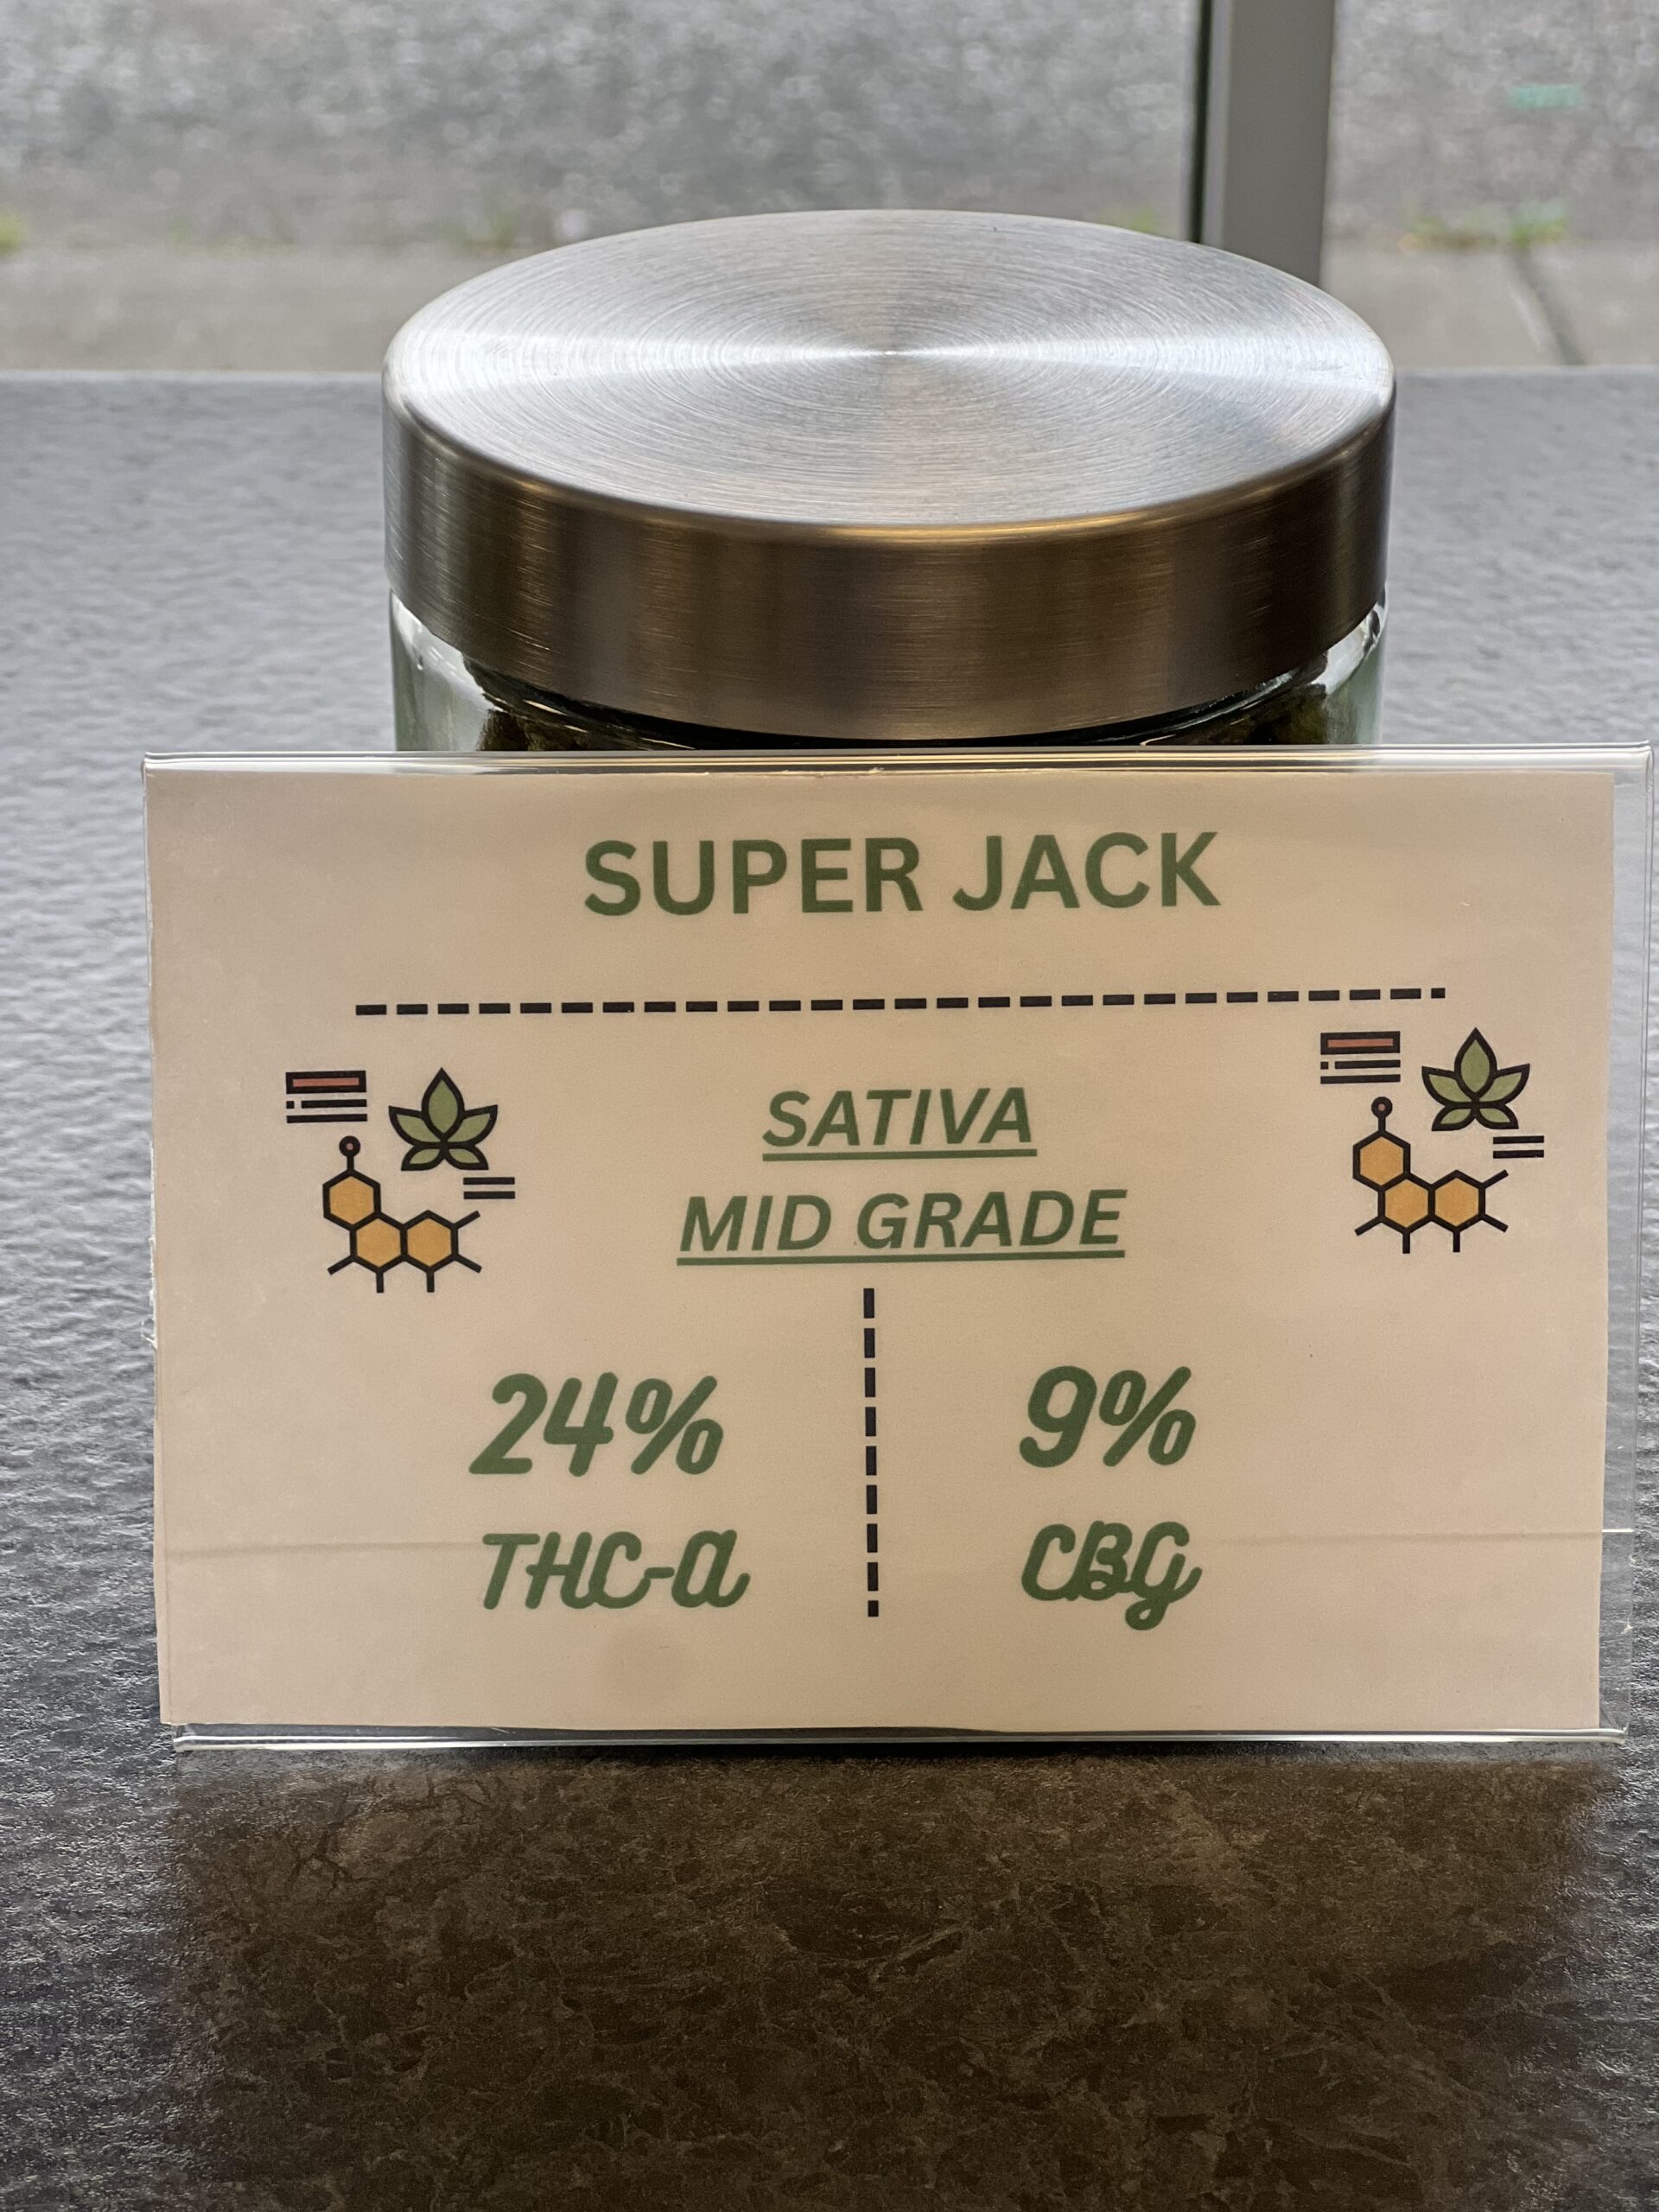 SUPER JACK
SATIVA
MID GRADE
24%
THC-A
9%
CBG